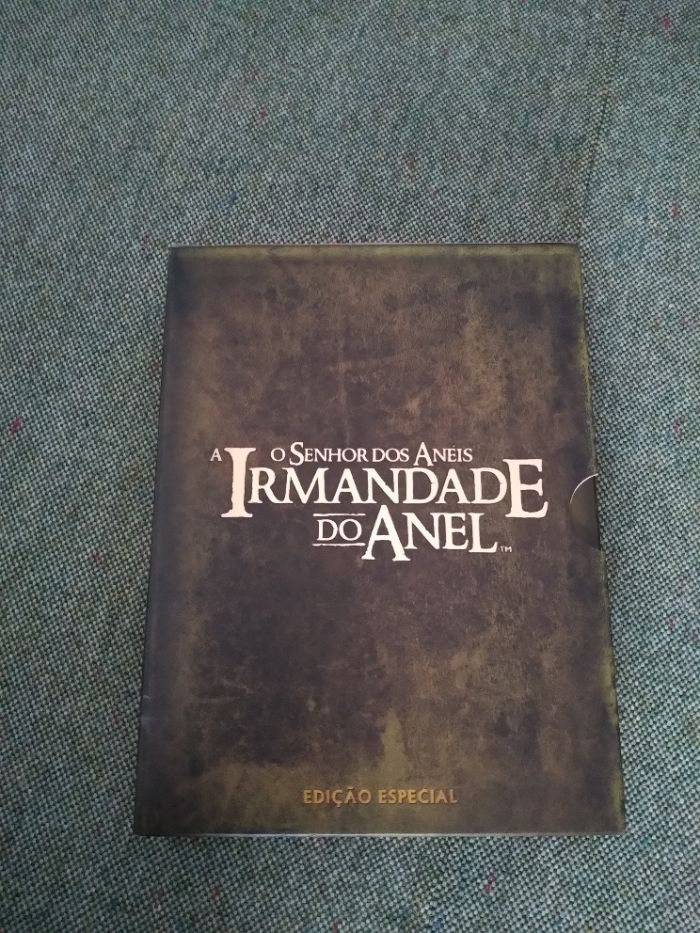 O SENHOR DOS ANÉIS
A IRMANDADE
DO ANEL™
EDIÇÃO ESPECIAL